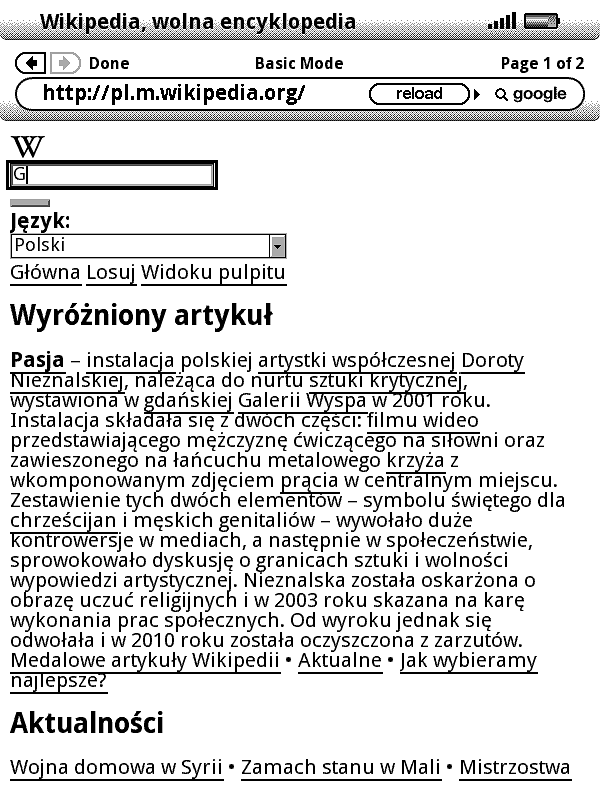 Wikipedia, wolna encyklopedia
Done Basic Mode Page 1 of 2
http://pl.m.wikipedia.org/ reload google
W
G
Język:
Polski
Główna Losuj Widoku pulpitu
Wyróżniony artykuł
Pasja – instalacja polskiej artystki współczesnej Doroty
Nieznalskiej, należąca do nurtu sztuki krytycznej,
wystawiona w gdańskiej Galerii Wyspa w 2001 roku.
Instalacja składała się z dwóch części: filmu wideo
przedstawiającego mężczyznę ćwiczącego na siłowni oraz
zawieszonego na łańcuchu metalowego krzyża z
wkomponowanym zdjęciem prącia w centralnym miejscu.
Zestawienie tych dwóch elementów – symbolu świętego dla
chrześcijan i męskich genitaliów – wywołało duże
kontrowersje w mediach, a następnie w społeczeństwie,
sprowokowało dyskusję o granicach sztuki i wolności
wypowiedzi artystycznej. Nieznalska została oskarżona o
obrazę uczuć religijnych i w 2003 roku skazana na karę
wykonania prac społecznych. Od wyroku jednak się
odwołała i w 2010 roku została oczyszczona z zarzutów.
Medalowe artykuły Wikipedii • Aktualne • Jak wybieramy
najlepsze?
Aktualności
Wojna domowa w Syrii • Zamach stanu w Mali • Mistrzostwa